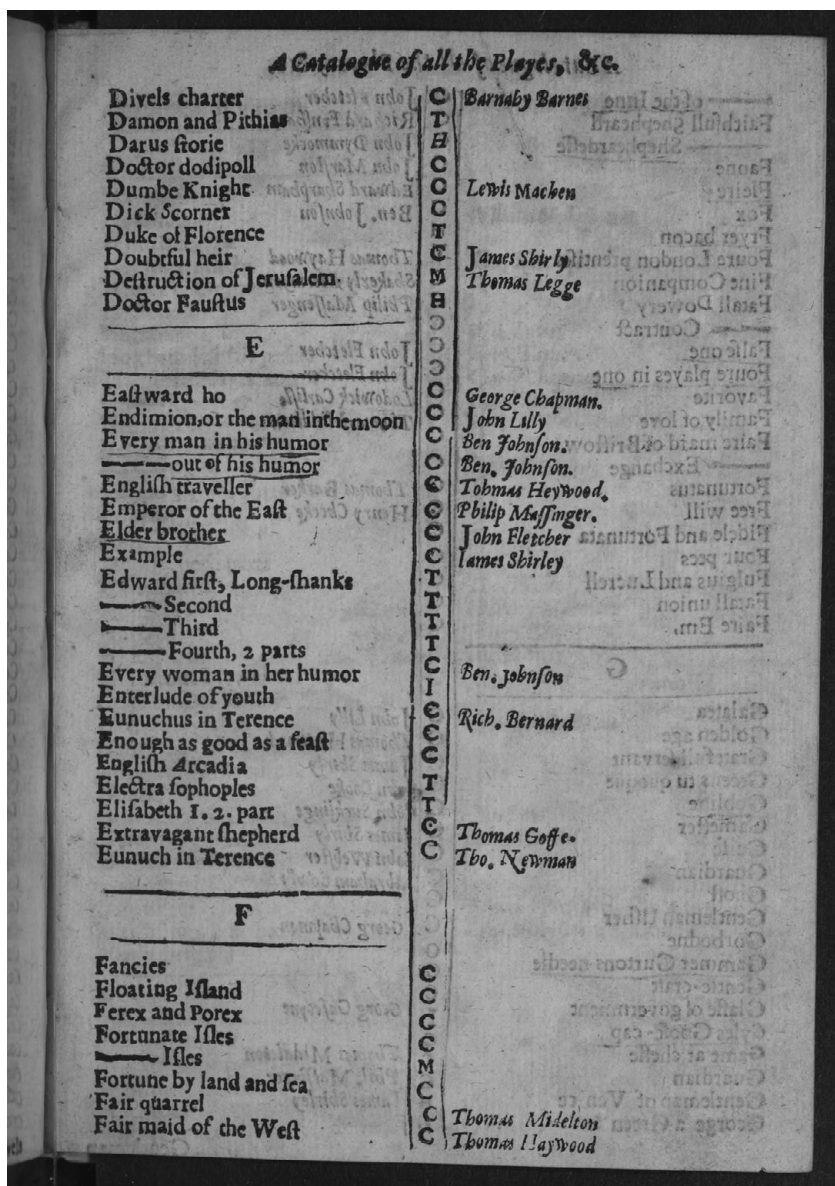 A Catalogue of all the Playes, &c.
Divels charter C Barnaby Barnes
Damon and Pithias T
Darus ſtorie H
Doctor dodipoll C
Dumbe Knight C Lewis Machen
Dick Scorner C
Duke of Florence T
Doubtful heir C James Shirly
Deſtruction of Jeruſalem. M Thomas Legge
Doctor Fauſtus H
E
Eaſtward ho C George Chapman.
Endimion, or the man in the moon C John Lilly
Every man in his humor C Ben Johnſon.
——out of his humor C Ben. Johnſon.
Engliſh traveller C Tohmas Heywood.
Emperor of the Eaſt C Philip Maſſinger.
Elder brother C John Fletcher
Example C Iames Shirley
Edward firſt, Long-ſhanks T
——Second T
——Third T
——Fourth, 2 parts T
Every woman in her humor C Ben. Johnſon
Enterlude of youth I
Eunuchus in Terence C Rich. Bernard
Enough as good as a feaſt C
Engliſh Arcadia C
Electra ſophoples T
Eliſabeth 1. 2. part T
Extravagant ſhepherd C Thomas Goffe.
Eunuch in Terence C Tho. Newman
F
Fancies C
Floating Iſland C
Ferex and Porex C
Fortunate Iſles C
——Iſles M
Fortune by land and ſea C
Fair quarrel C Thomas Midelton
Fair maid of the Weſt C Thomas Haywood